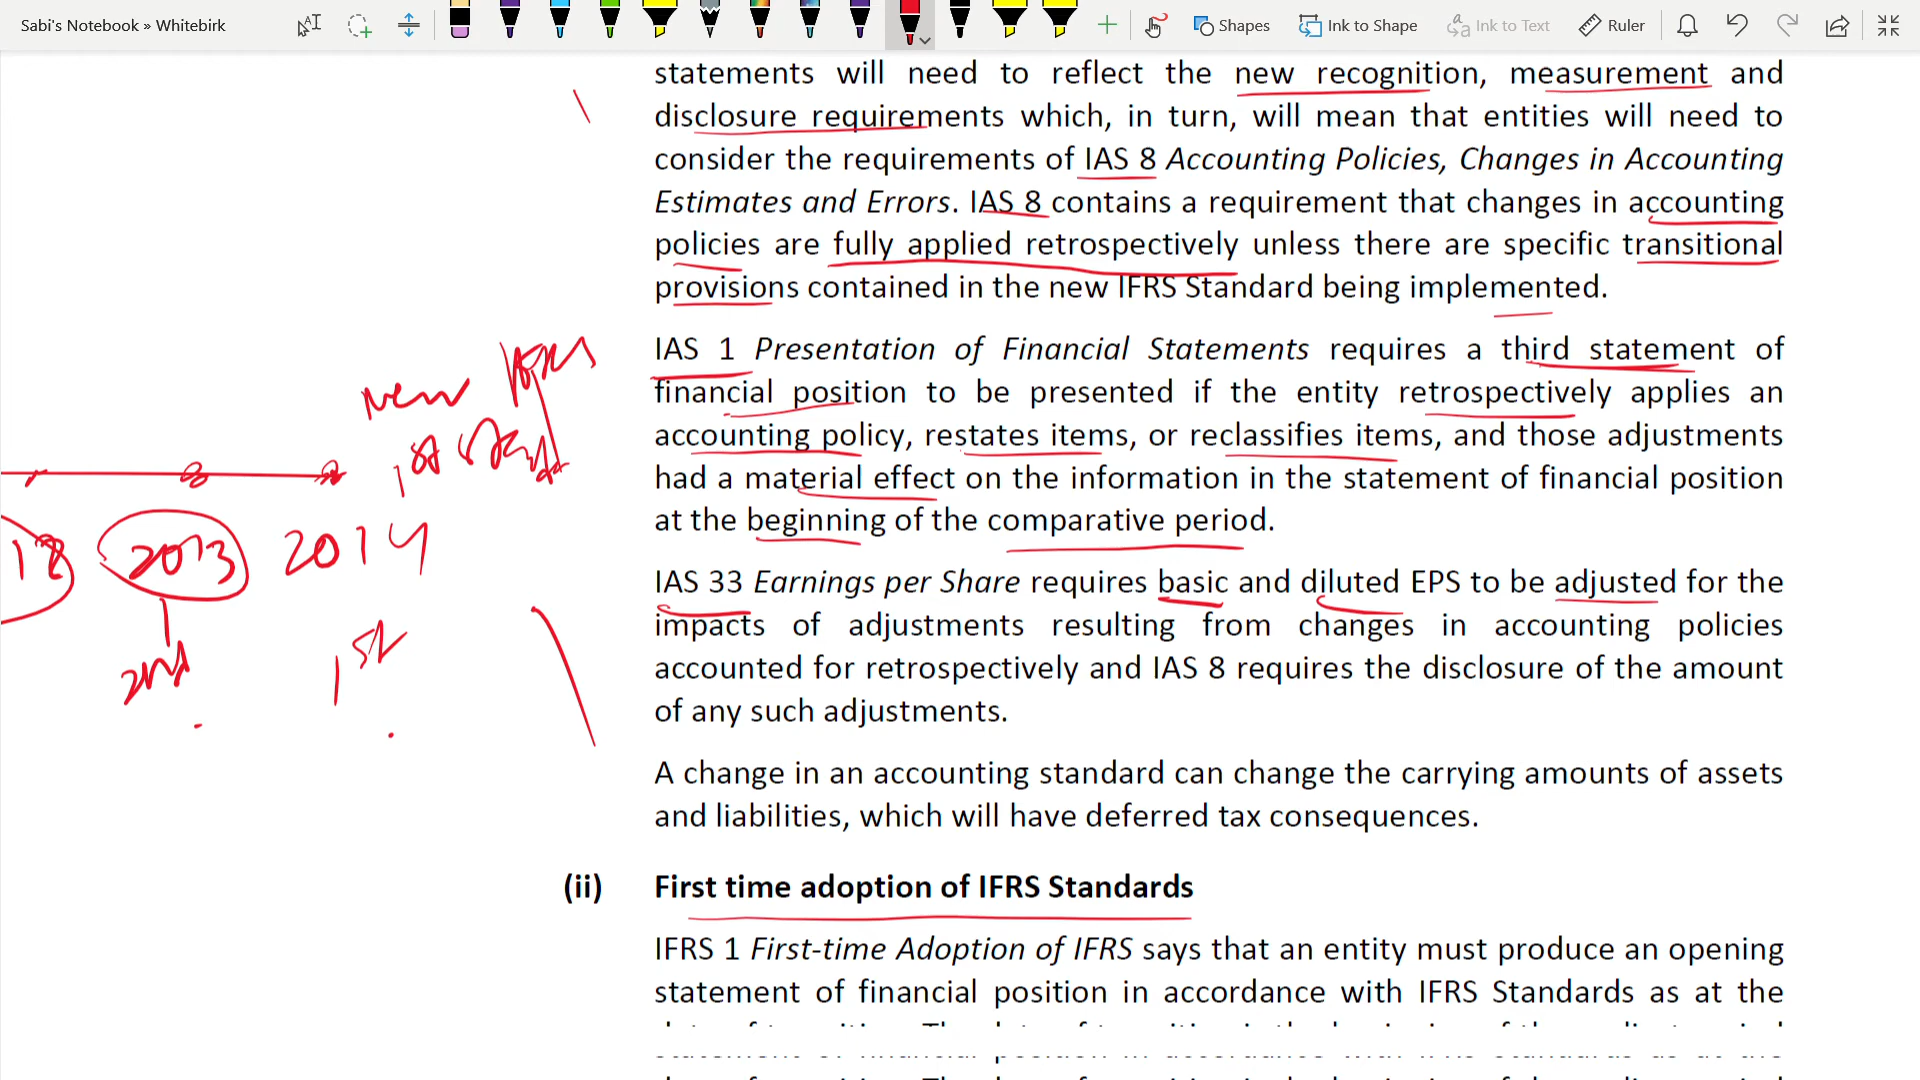 Sabi's Notebook » Whitebirk
Shapes
Ink to Shape
Ink to Text
Ruler
statements will need to reflect the new recognition, measurement and
disclosure requirements which, in turn, will mean that entities will need to
consider the requirements of IAS 8 Accounting Policies, Changes in Accounting
Estimates and Errors. IAS 8 contains a requirement that changes in accounting
policies are fully applied retrospectively unless there are specific transitional
provisions contained in the new IFRS Standard being implemented.
IAS 1 Presentation of Financial Statements requires a third statement of
financial position to be presented if the entity retrospectively applies an
accounting policy, restates items, or reclassifies items, and those adjustments
had a material effect on the information in the statement of financial position
at the beginning of the comparative period.
New IFRS
1st
2013 2014
2nd
1st
IAS 33 Earnings per Share requires basic and diluted EPS to be adjusted for the
impacts of adjustments resulting from changes in accounting policies
accounted for retrospectively and IAS 8 requires the disclosure of the amount
of any such adjustments.
A change in an accounting standard can change the carrying amounts of assets
and liabilities, which will have deferred tax consequences.
(ii) First time adoption of IFRS Standards
IFRS 1 First-time Adoption of IFRS says that an entity must produce an opening
statement of financial position in accordance with IFRS Standards as at the